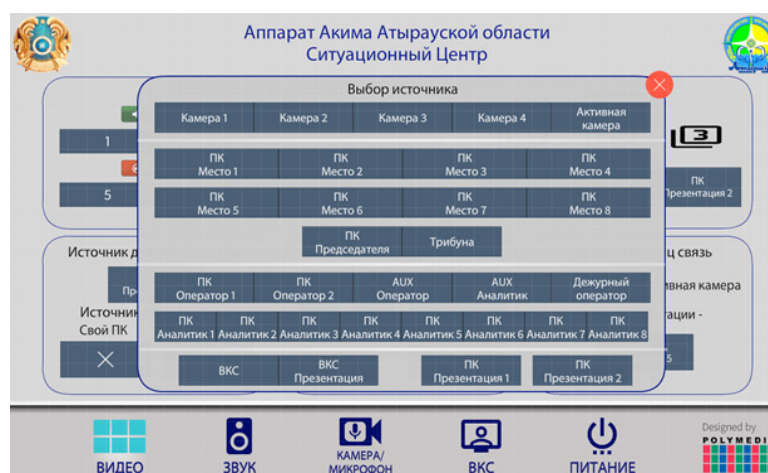 Аппарат Акима Атырауской области
Ситуационный Центр
Выбор источника
Камера 1 Камера 2 Камера 3 Камера 4 Активная камера
1
3
ПК Место 1 ПК Место 2 ПК Место 3 ПК Место 4
ПК Презентация 2
5
ПК Место 5 ПК Место 6 ПК Место 7 ПК Место 8
ПК Председателя Трибуна
Источник
ц связь
ПК Оператор 1 ПК Оператор 2 AUX Оператор AUX Аналитик Дежурный оператор
камера
Источник
Свой ПК
ПК Аналитик 1 ПК Аналитик 2 ПК Аналитик 3 ПК Аналитик 4 ПК Аналитик 5 ПК Аналитик 6 ПК Аналитик 7 ПК Аналитик 8
5
ВКС ВКС Презентация ПК Презентация 1 ПК Презентация 2
ВИДЕО ЗВУК КАМЕРА/ МИКРОФОН ВКС ПИТАНИЕ
Designed by
POLYMEDI